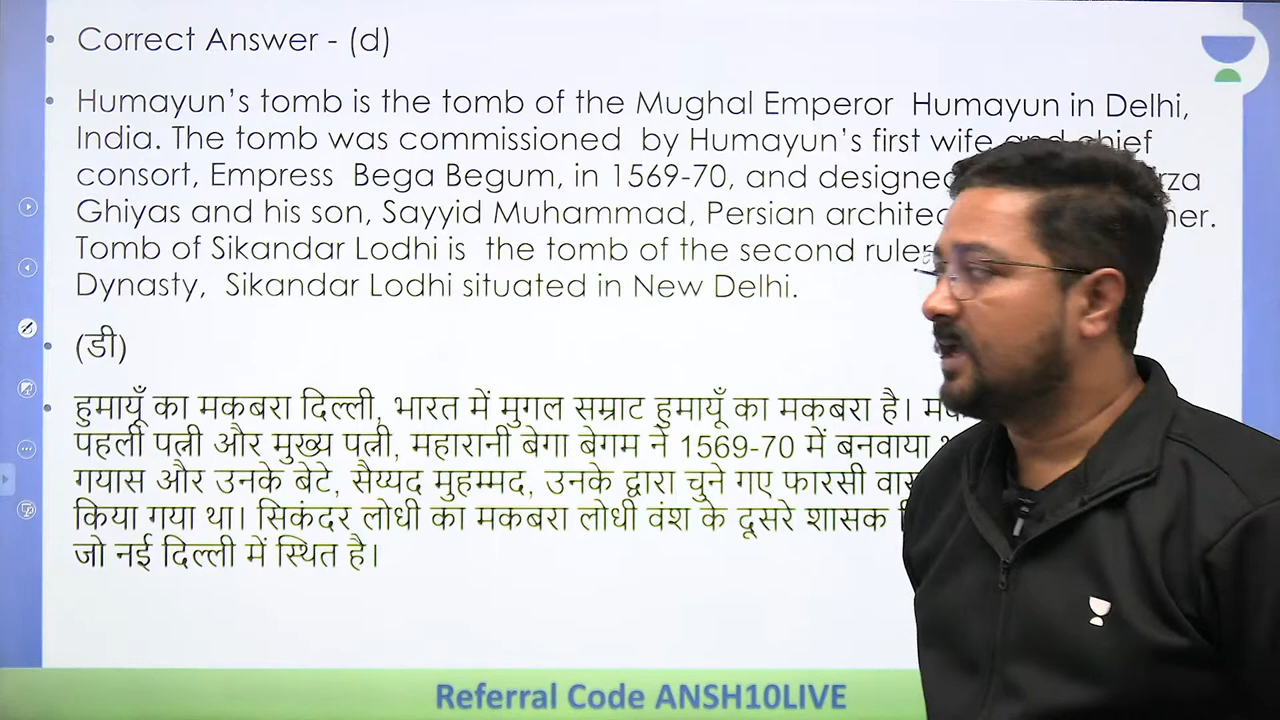 Correct Answer - (d)
Humayun's tomb is the tomb of the Mughal Emperor Humayun in Delhi,
India. The tomb was commissioned by Humayun's first wife and chief
consort, Empress Bega Begum, in 1569-70, and designed
Ghiyas and his son, Sayyid Muhammad, Persian
Tomb of Sikandar Lodhi is the tomb of the second ruler
Dynasty, Sikandar Lodhi situated in New Delhi.
(डी)
हुमायूँ का मकबरा दिल्ली, भारत में मुगल सम्राट हुमायूँ का मकबरा है।
पहली पत्नी और मुख्य पत्नी, महारानी बेगा बेगम ने 1569-70 में बनवाया
गयास और उनके बेटे, सैय्यद मुहम्मद, उनके द्वारा चुने गए फारसी
किया गया था। सिकंदर लोधी का मकबरा लोधी वंश के दूसरे शासक
जो नई दिल्ली में स्थित है।
Referral Code ANSH10LIVE